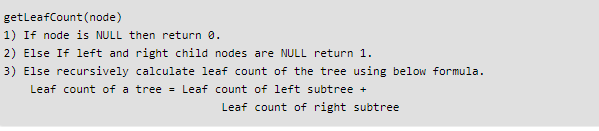 getLeafCount(node)
1) If node is NULL then return 0.
2) Else If left and right child nodes are NULL return 1.
3) Else recursively calculate leaf count of the tree using below formula.
Leaf count of a tree = Leaf count of left subtree +
Leaf count of right subtree